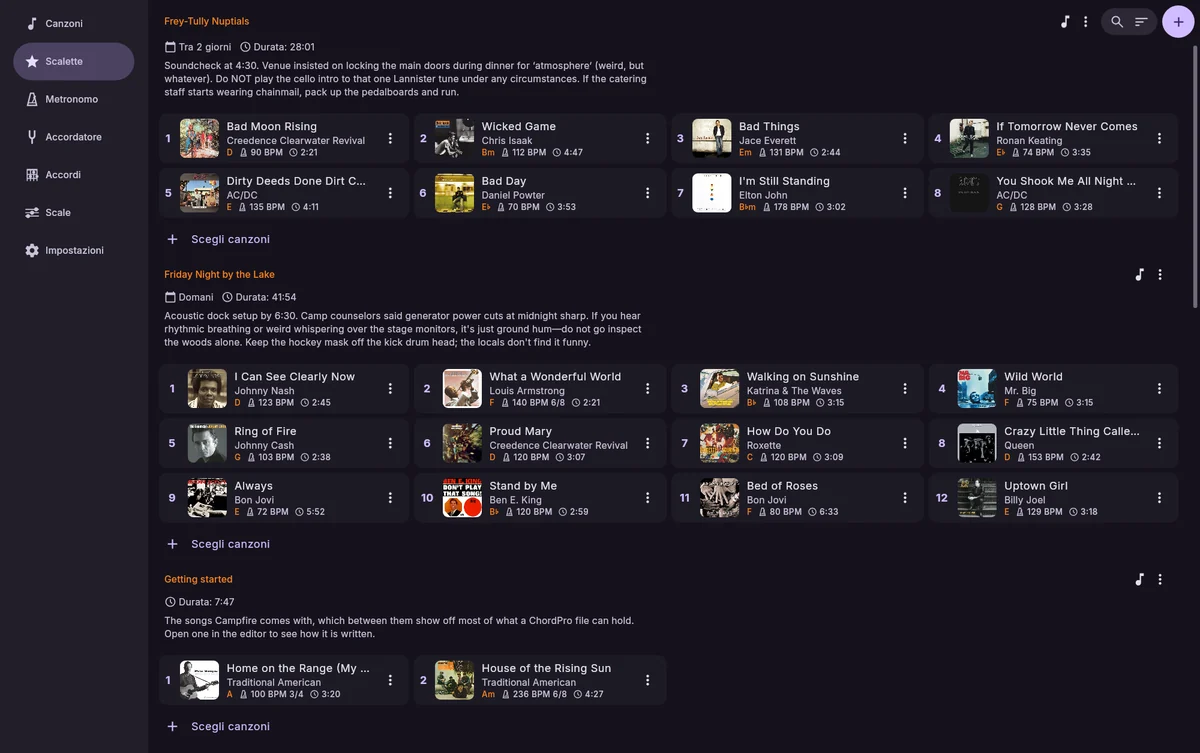 Canzoni
Scalette
Metronomo
Accordatore
Accordi
Scale
Impostazioni
Frey-Tully Nuptials
Tra 2 giorni Durata: 28:01
Soundcheck at 4:30. Venue insisted on locking the main doors during dinner for ‘atmosphere’ (weird, but
whatever). Do NOT play the cello intro to that one Lannister tune under any circumstances. If the catering
staff starts wearing chainmail, pack up the pedalboards and run.
1
Bad Moon Rising
Creedence Clearwater Revival
D 90 BPM 2:21
2
Wicked Game
Chris Isaak
Bm 112 BPM 4:47
3
Bad Things
Jace Everett
Em 131 BPM 2:44
4
If Tomorrow Never Comes
Ronan Keating
E♭ 74 BPM 3:35
5
Dirty Deeds Done Dirt C...
AC/DC
E 135 BPM 4:11
6
Bad Day
Daniel Powter
E♭ 70 BPM 3:53
7
I'm Still Standing
Elton John
B♭m 178 BPM 3:02
8
You Shook Me All Night ...
AC/DC
G 128 BPM 3:28
+ Scegli canzoni
Friday Night by the Lake
Domani Durata: 41:54
Acoustic dock setup by 6:30. Camp counselors said generator power cuts at midnight sharp. If you hear
rhythmic breathing or weird whispering over the stage monitors, it's just ground hum—do not go inspect
the woods alone. Keep the hockey mask off the kick drum head; the locals don't find it funny.
1
I Can See Clearly Now
Johnny Nash
D 123 BPM 2:45
2
What a Wonderful World
Louis Armstrong
F 140 BPM 6/8 2:21
3
Walking on Sunshine
Katrina & The Waves
B♭ 108 BPM 3:15
4
Wild World
Mr. Big
F 75 BPM 3:15
5
Ring of Fire
Johnny Cash
G 103 BPM 2:38
6
Proud Mary
Creedence Clearwater Revival
D 120 BPM 3:07
7
How Do You Do
Roxette
C 120 BPM 3:09
8
Crazy Little Thing Calle...
Queen
D 153 BPM 2:42
9
Always
Bon Jovi
E 72 BPM 5:52
10
BEN E. KING
DON'T PLAY
THAT SONG!
Stand by Me
Ben E. King
B♭ 120 BPM 2:59
11
Bed of Roses
Bon Jovi
F 80 BPM 6:33
12
Uptown Girl
Billy Joel
E 129 BPM 3:18
+ Scegli canzoni
Getting started
Durata: 7:47
The songs Campfire comes with, which between them show off most of what a ChordPro file can hold.
Open one in the editor to see how it is written.
1
Home on the Range (My ...
Traditional American
A 100 BPM 3/4 3:20
2
House of the Rising Sun
Traditional American
Am 236 BPM 6/8 4:27
+ Scegli canzoni